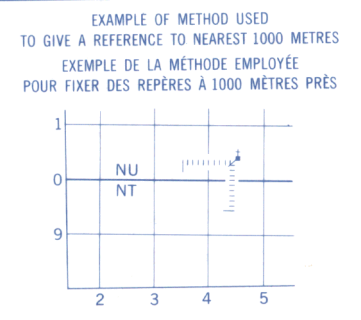 EXAMPLE OF METHOD USED
TO GIVE A REFERENCE TO NEAREST 1000 METRES
EXEMPLE DE LA MÉTHODE EMPLOYÉE
POUR FIXER DES REPÈRES À 1000 MÈTRES PRÈS
1
NU
0
NT
9
2 3 4 5